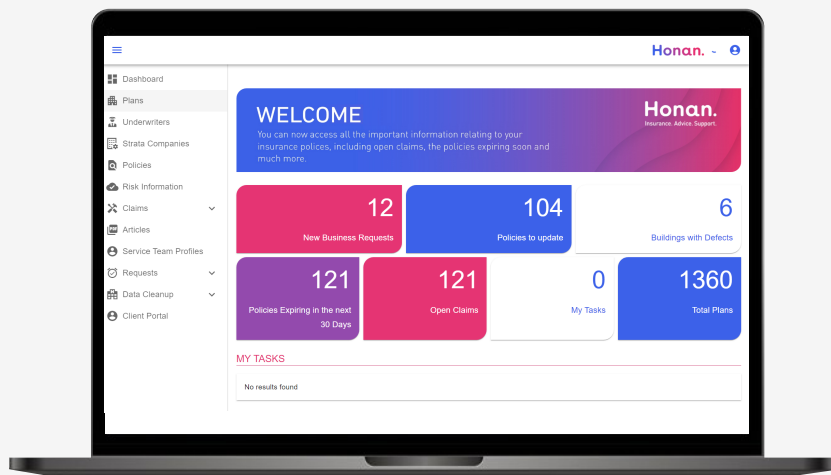 Honan.
Dashboard
Plans
Underwriters
Strata Companies
Policies
Risk Information
Claims
Articles
Service Team Profiles
Requests
Data Cleanup
Client Portal
WELCOME
You can now access all the important information relating to your
insurance polices, including open claims, the policies expiring soon and
much more.
Honan.
Insurance. Advice. Support.
12
New Business Requests
104
Policies to update
6
Buildings with Defects
121
Policies Expiring in the next
30 Days
121
Open Claims
0
My Tasks
1360
Total Plans
MY TASKS
No results found